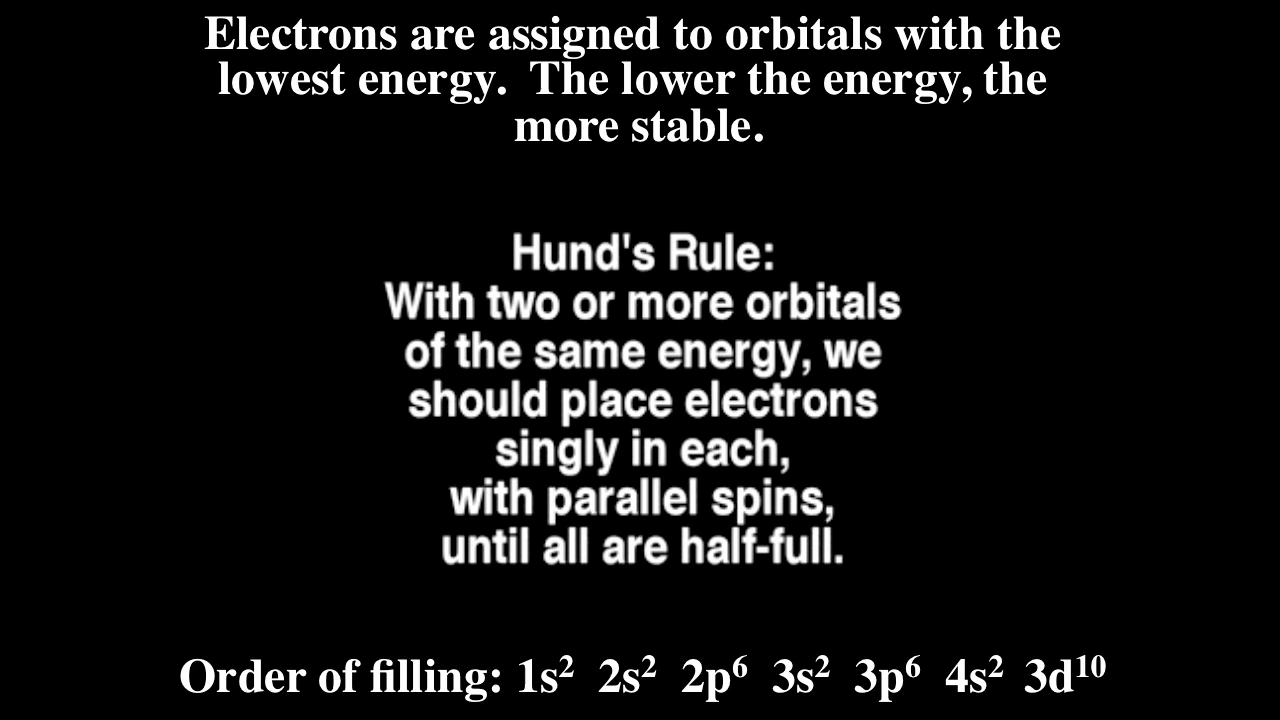 Electrons are assigned to orbitals with the
lowest energy.  The lower the energy, the
more stable.
Hund's Rule:
With two or more orbitals
of the same energy, we
should place electrons
singly in each,
with parallel spins,
until all are half-full.
Order of filling: 1s² 2s² 2p⁶ 3s² 3p⁶ 4s² 3d¹⁰